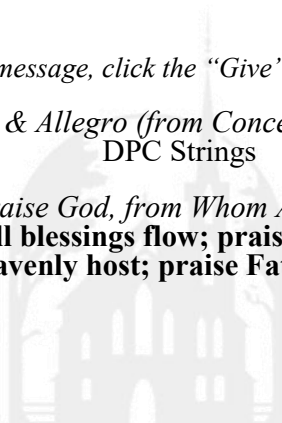 message, click the “Give”
& Allegro (from Conce
DPC Strings
raise God, from Whom A
ll blessings flow; prais
avenly host; praise Fa